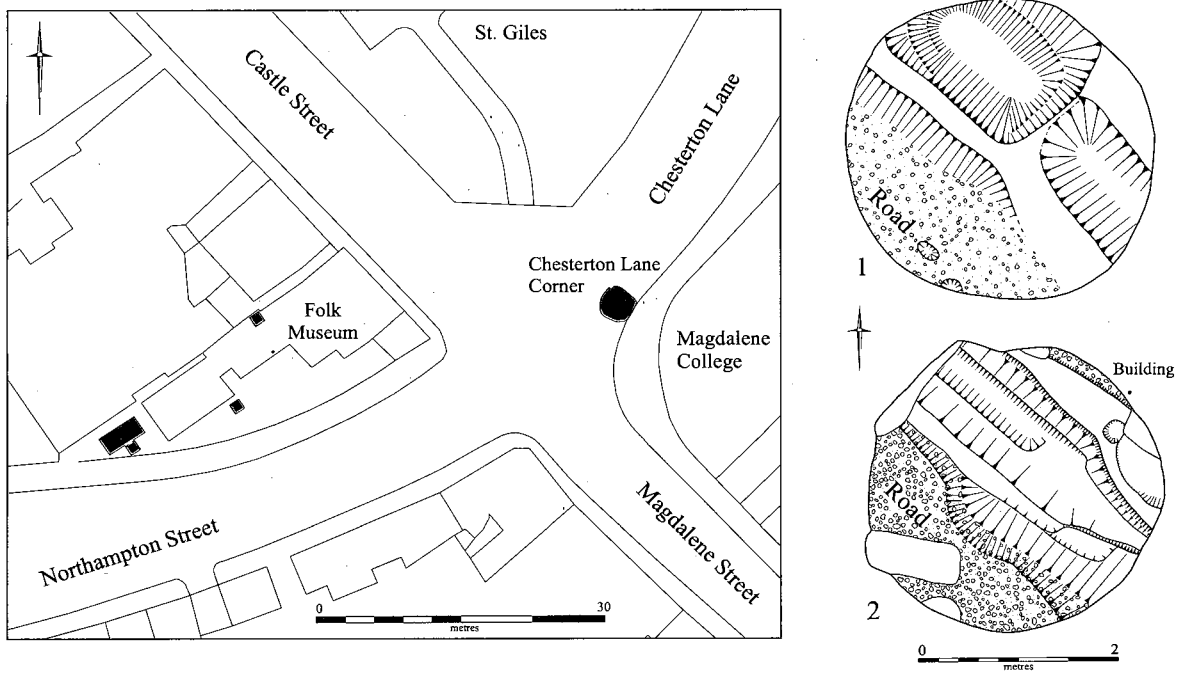 St. Giles
Castle Street
Chesterton Lane
Chesterton Lane
Corner
Folk
Museum
Magdalene
College
Northampton Street
Magdalene Street
0 30
metres
Road
1
Building
Road
2
0 2
metres